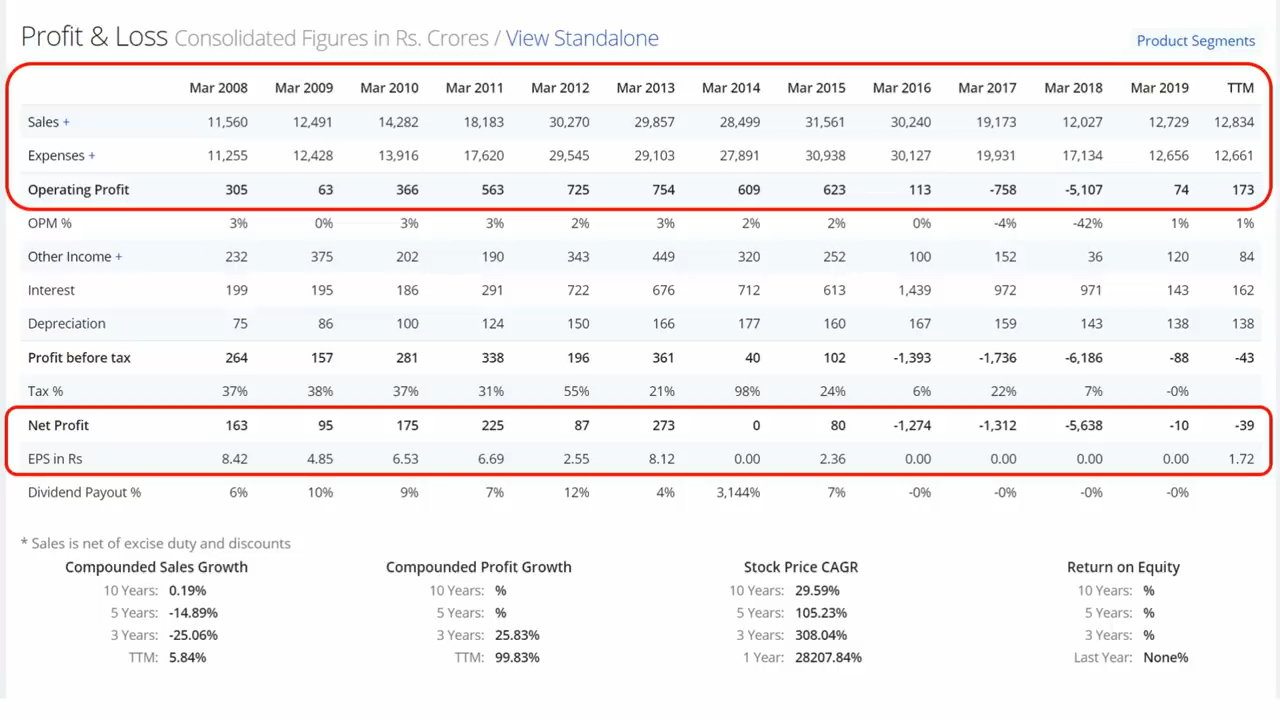 Profit & Loss Consolidated Figures in Rs. Crores / View Standalone
Product Segments
Mar 2008 Mar 2009 Mar 2010 Mar 2011 Mar 2012 Mar 2013 Mar 2014 Mar 2015 Mar 2016 Mar 2017 Mar 2018 Mar 2019 TTM
Sales + 11,560 12,491 14,282 18,183 30,270 29,857 28,499 31,561 30,240 19,173 12,027 12,729 12,834
Expenses + 11,255 12,428 13,916 17,620 29,545 29,103 27,891 30,938 30,127 19,931 17,134 12,656 12,661
Operating Profit 305 63 366 563 725 754 609 623 113 -758 -5,107 74 173
OPM % 3% 0% 3% 3% 2% 3% 2% 2% 0% -4% -42% 1% 1%
Other Income + 232 375 202 190 343 449 320 252 100 152 36 120 84
Interest 199 195 186 291 722 676 712 613 1,439 972 971 143 162
Depreciation 75 86 100 124 150 166 177 160 167 159 143 138 138
Profit before tax 264 157 281 338 196 361 40 102 -1,393 -1,736 -6,186 -88 -43
Tax % 37% 38% 37% 31% 55% 21% 98% 24% 6% 22% 7% -0%
Net Profit 163 95 175 225 87 273 0 80 -1,274 -1,312 -5,638 -10 -39
EPS in Rs 8.42 4.85 6.53 6.69 2.55 8.12 0.00 2.36 0.00 0.00 0.00 0.00 1.72
Dividend Payout % 6% 10% 9% 7% 12% 4% 3,144% 7% -0% -0% -0% -0%
* Sales is net of excise duty and discounts
Compounded Sales Growth Compounded Profit Growth Stock Price CAGR Return on Equity
10 Years: 0.19% 10 Years: % 10 Years: 29.59% 10 Years: %
5 Years: -14.89% 5 Years: % 5 Years: 105.23% 5 Years: %
3 Years: -25.06% 3 Years: 25.83% 3 Years: 308.04% 3 Years: %
TTM: 5.84% TTM: 99.83% 1 Year: 28207.84% Last Year: None%